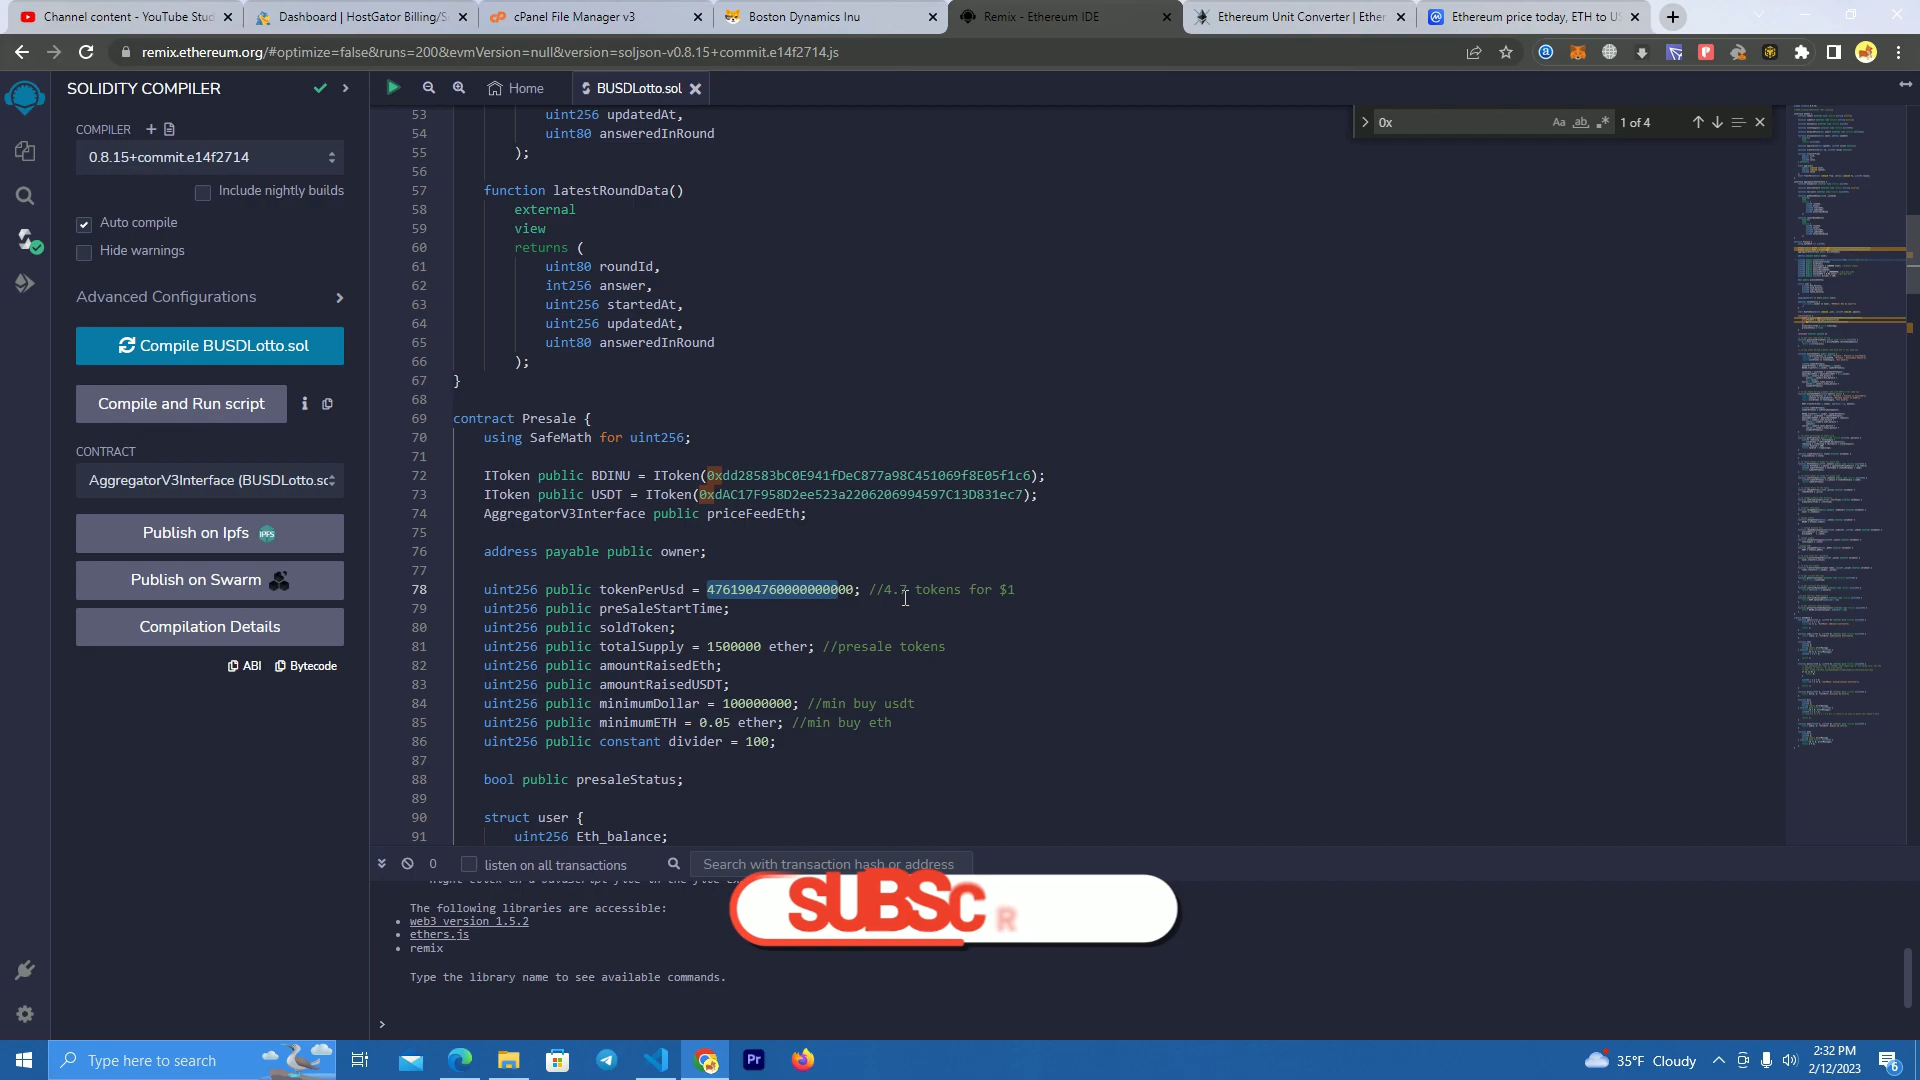 Channel content - YouTube Stud
Dashboard | HostGator Billing/S
cPanel File Manager v3
Boston Dynamics Inu
Remix - Ethereum IDE
Ethereum Unit Converter | Ether
Ethereum price today, ETH to US
remix.ethereum.org/#optimize=false&runs=200&evmVersion=null&version=soljson-v0.8.15+commit.e14f2714.js
SOLIDITY COMPILER
COMPILER
0.8.15+commit.e14f2714
Include nightly builds
Auto compile
Hide warnings
Advanced Configurations
Compile BUSDLotto.sol
Compile and Run script
CONTRACT
AggregatorV3Interface (BUSDLotto.sc
Publish on Ipfs
IPFS
Publish on Swarm
Compilation Details
ABI
Bytecode
Home
BUSDLotto.sol
0x
Aa
ab
1 of 4
53 uint256 updatedAt,
54 uint80 answeredInRound
55 );
56
57 function latestRoundData()
58 external
59 view
60 returns (
61 uint80 roundId,
62 int256 answer,
63 uint256 startedAt,
64 uint256 updatedAt,
65 uint80 answeredInRound
66 );
67 }
68
69 contract Presale {
70 using SafeMath for uint256;
71
72 IToken public BDINU = IToken(0xdd28583bC0E941fDeC877a98C451069f8E05f1c6);
73 IToken public USDT = IToken(0xdAC17F958D2ee523a2206206994597C13D831ec7);
74 AggregatorV3Interface public priceFeedEth;
75
76 address payable public owner;
77
78 uint256 public tokenPerUsd = 4761904760000000000; //4.7 tokens for $1
79 uint256 public preSaleStartTime;
80 uint256 public soldToken;
81 uint256 public totalSupply = 1500000 ether; //presale tokens
82 uint256 public amountRaisedEth;
83 uint256 public amountRaisedUSDT;
84 uint256 public minimumDollar = 100000000; //min buy usdt
85 uint256 public minimumETH = 0.05 ether; //min buy eth
86 uint256 public constant divider = 100;
87
88 bool public presaleStatus;
89
90 struct user {
91 uint256 Eth_balance;
0
listen on all transactions
Search with transaction hash or address
The following libraries are accessible:
web3 version 1.5.2
ethers.js
remix
Type the library name to see available commands.
>
SUBSCR
Type here to search
Pr
35°F Cloudy
2:32 PM
2/12/2023
6